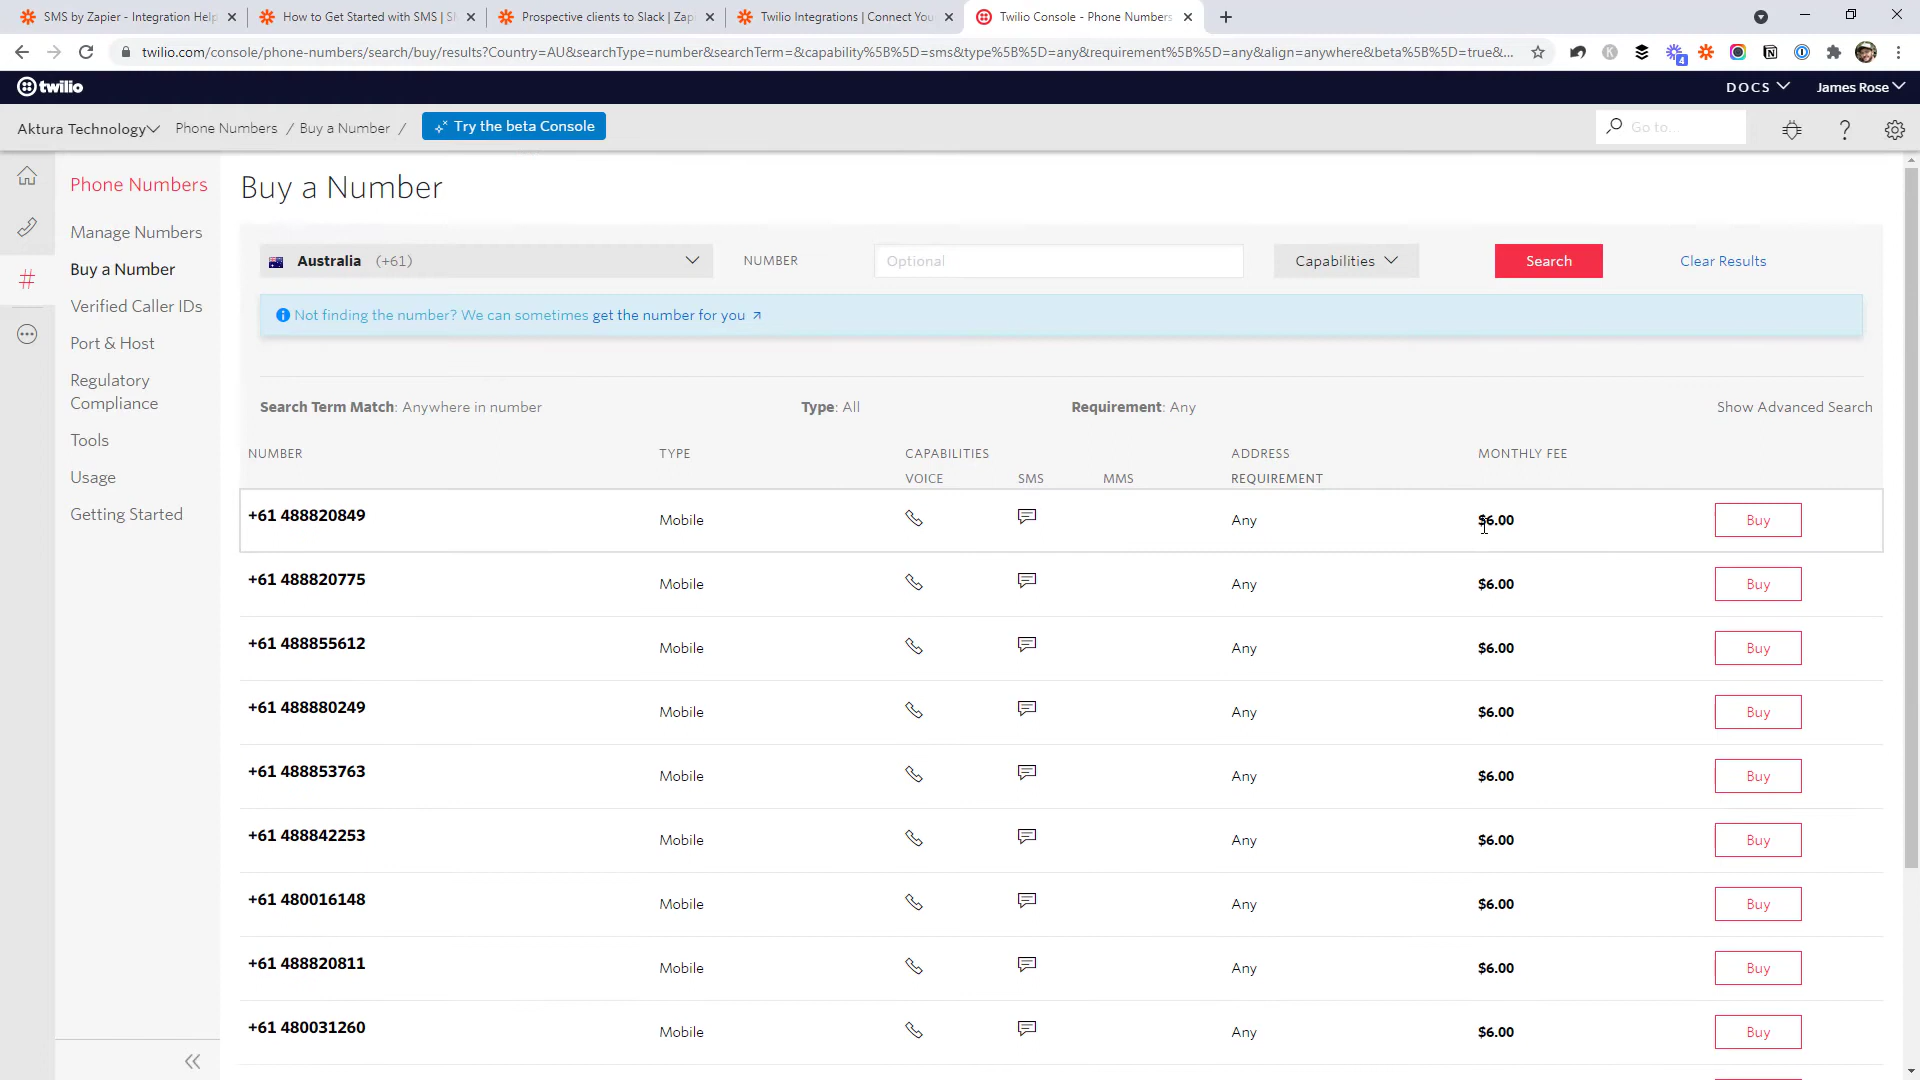 SMS by Zapier - Integration Help
How to Get Started with SMS | S
Prospective clients to Slack | Zap
Twilio Integrations | Connect You
Twilio Console - Phone Numbers
twilio.com/console/phone-numbers/search/buy/results?Country=AU&searchType=number&searchTerm=&capability%5B%5D=sms&type%5B%5D=any&requirement%5B%5D=any&align=anywhere&beta%5B%5D=true&...
4
twilio
DOCS
James Rose
Aktura Technology
Phone Numbers / Buy a Number /
Try the beta Console
Go to...
Phone Numbers
Manage Numbers
Buy a Number
Verified Caller IDs
Port & Host
Regulatory
Compliance
Tools
Usage
Getting Started
Buy a Number
Australia (+61)
NUMBER
Optional
Capabilities
Search
Clear Results
Not finding the number? We can sometimes get the number for you
Search Term Match: Anywhere in number
Type: All
Requirement: Any
Show Advanced Search
NUMBER
TYPE
CAPABILITIES
ADDRESS
MONTHLY FEE
VOICE
SMS
MMS
REQUIREMENT
+61 488820849 Mobile Any $6.00 Buy
+61 488820775 Mobile Any $6.00 Buy
+61 488855612 Mobile Any $6.00 Buy
+61 488880249 Mobile Any $6.00 Buy
+61 488853763 Mobile Any $6.00 Buy
+61 488842253 Mobile Any $6.00 Buy
+61 480016148 Mobile Any $6.00 Buy
+61 488820811 Mobile Any $6.00 Buy
+61 480031260 Mobile Any $6.00 Buy